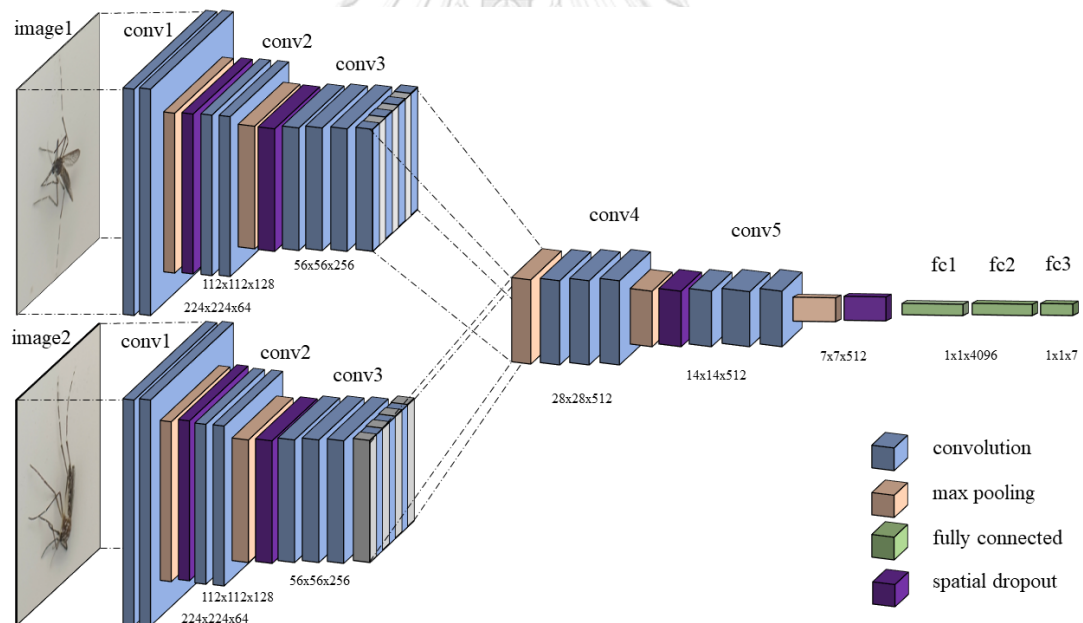 image1
conv1
conv2
conv3
56x56x256
112x112x128
224x224x64
image2
conv1
conv2
conv3
56x56x256
112x112x128
224x224x64
conv4
conv5
fc1
fc2
fc3
28x28x512
14x14x512
7x7x512
1x1x4096
1x1x7
convolution
max pooling
fully connected
spatial dropout